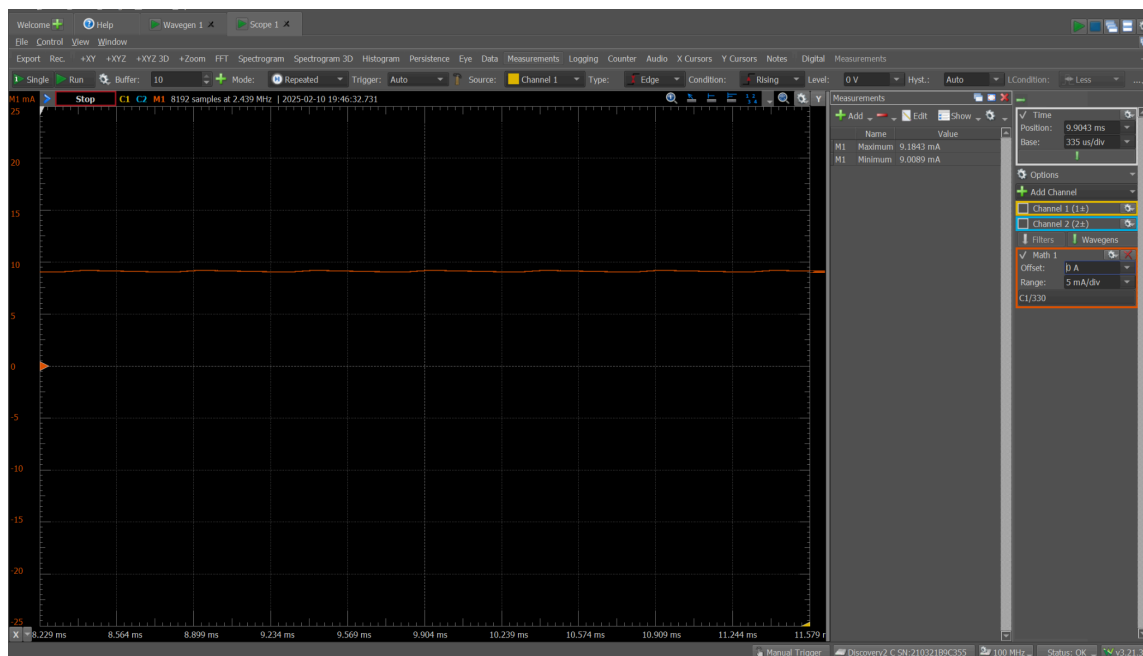 Welcome Help Wavegen 1 Scope 1
File Control View Window
Export Rec. +XY +XYZ +XYZ 3D +Zoom FFT Spectrogram Spectrogram 3D Histogram Persistence Eye Data Measurements Logging Counter Audio X Cursors Y Cursors Notes Digital Measurements
Single Run Buffer: 10 Mode: Repeated Trigger: Auto Source: Channel 1 Type: Edge Condition: Rising Level: 0 V Hyst.: Auto LCondition: Less ...
M1 mA Stop C1 C2 M1 8192 samples at 2.439 MHz | 2025-02-10 19:46:32.731 Y
25
20
15
10
5
0
-5
-10
-15
-20
-25
X 8.229 ms 8.564 ms 8.899 ms 9.234 ms 9.569 ms 9.904 ms 10.239 ms 10.574 ms 10.909 ms 11.244 ms 11.579
Measurements
Add Edit Show
Name Value
M1 Maximum 9.1843 mA
M1 Minimum 9.0089 mA
Time
Position: 9.9043 ms
Base: 335 us/div
Options
Add Channel
Channel 1 (1±)
Channel 2 (2±)
Filters Wavegens
Math 1
Offset: 0 A
Range: 5 mA/div
C1/330
Manual Trigger Discovery2 C SN:21032189C355 100 MHz Status: OK v3.21.3